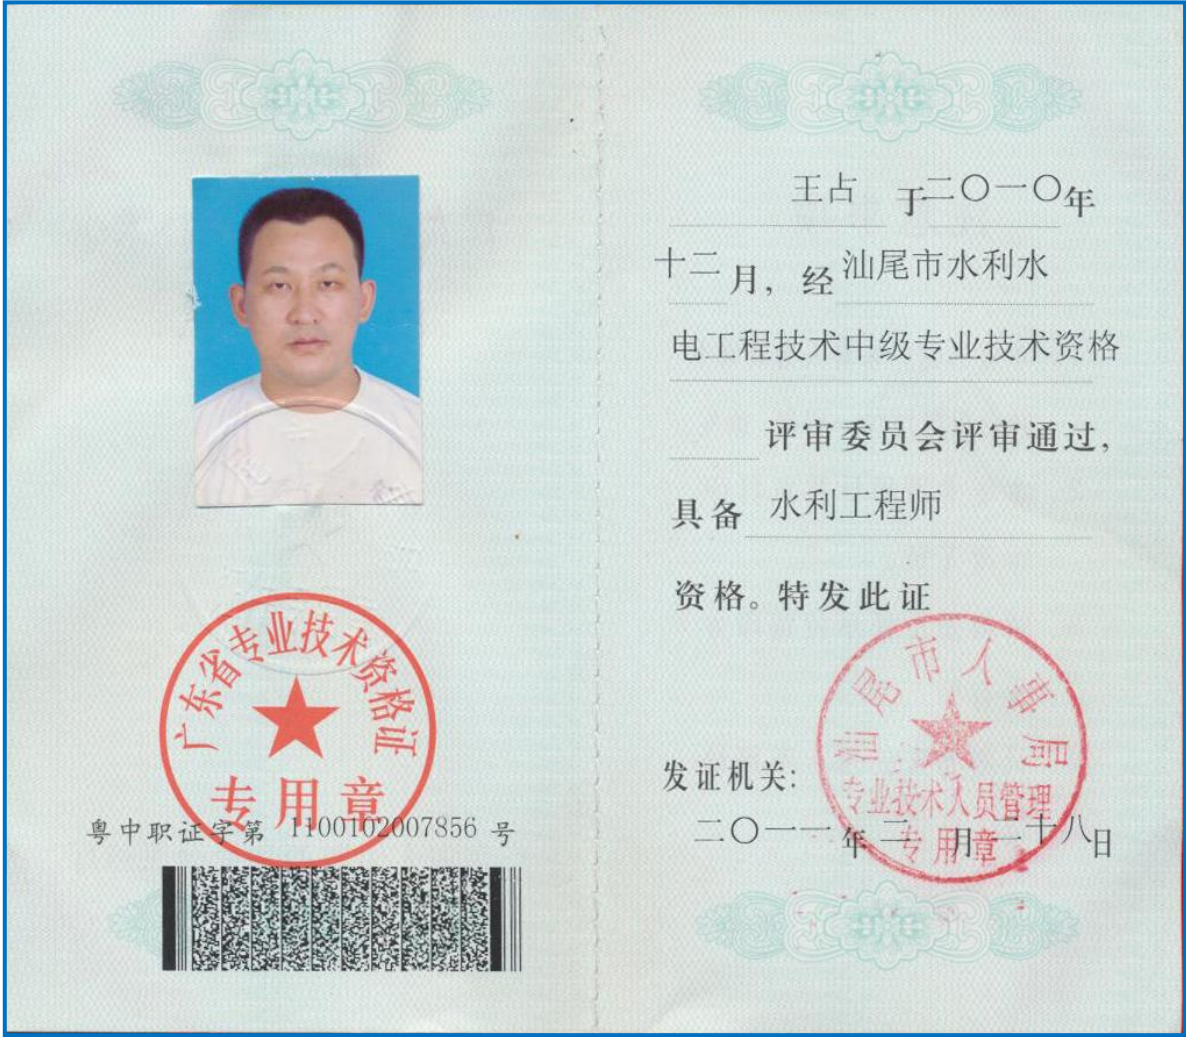 广东省专业技术资格证
专用章
粤中职证字第 1100102007856 号
王占 于二〇一〇年
十二月，经汕尾市水利水
电工程技术中级专业技术资格
评审委员会评审通过，
具备 水利工程师
资格。特发此证
汕尾市人事局
专业技术人员管理
专用章
发证机关：
二〇一一年二月二十八日